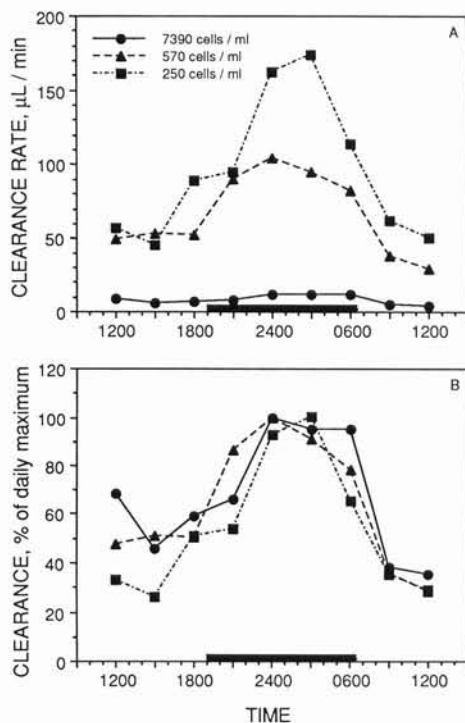 A
7390 cells / ml
570 cells / ml
250 cells / ml
CLEARANCE RATE, µL / min
200
150
100
50
0
1200 1800 2400 0600 1200
B
CLEARANCE, % of daily maximum
120
100
80
60
40
20
0
1200 1800 2400 0600 1200
TIME